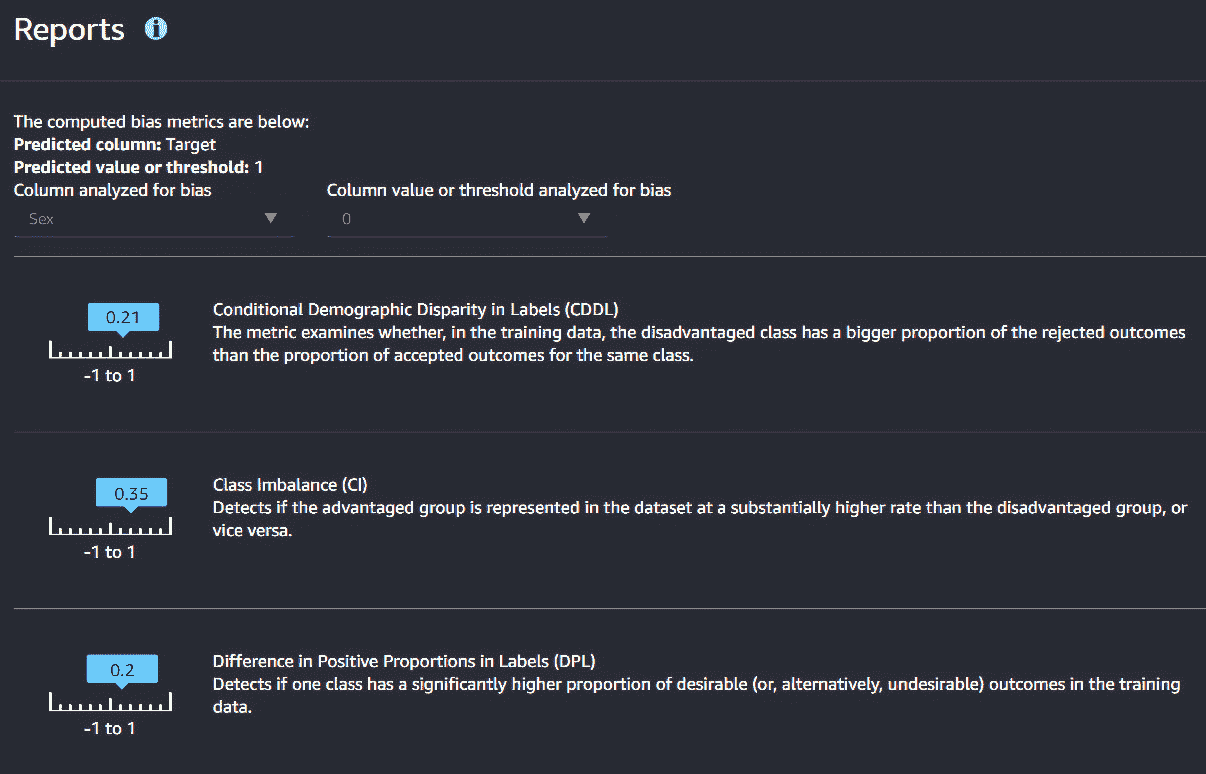 Reports
The computed bias metrics are below:
Predicted column: Target
Predicted value or threshold: 1
Column analyzed for bias
Column value or threshold analyzed for bias
Sex
0
0.21
-1 to 1
Conditional Demographic Disparity in Labels (CDDL)
The metric examines whether, in the training data, the disadvantaged class has a bigger proportion of the rejected outcomes
than the proportion of accepted outcomes for the same class.
0.35
-1 to 1
Class Imbalance (CI)
Detects if the advantaged group is represented in the dataset at a substantially higher rate than the disadvantaged group, or
vice versa.
0.2
-1 to 1
Difference in Positive Proportions in Labels (DPL)
Detects if one class has a significantly higher proportion of desirable (or, alternatively, undesirable) outcomes in the training
data.